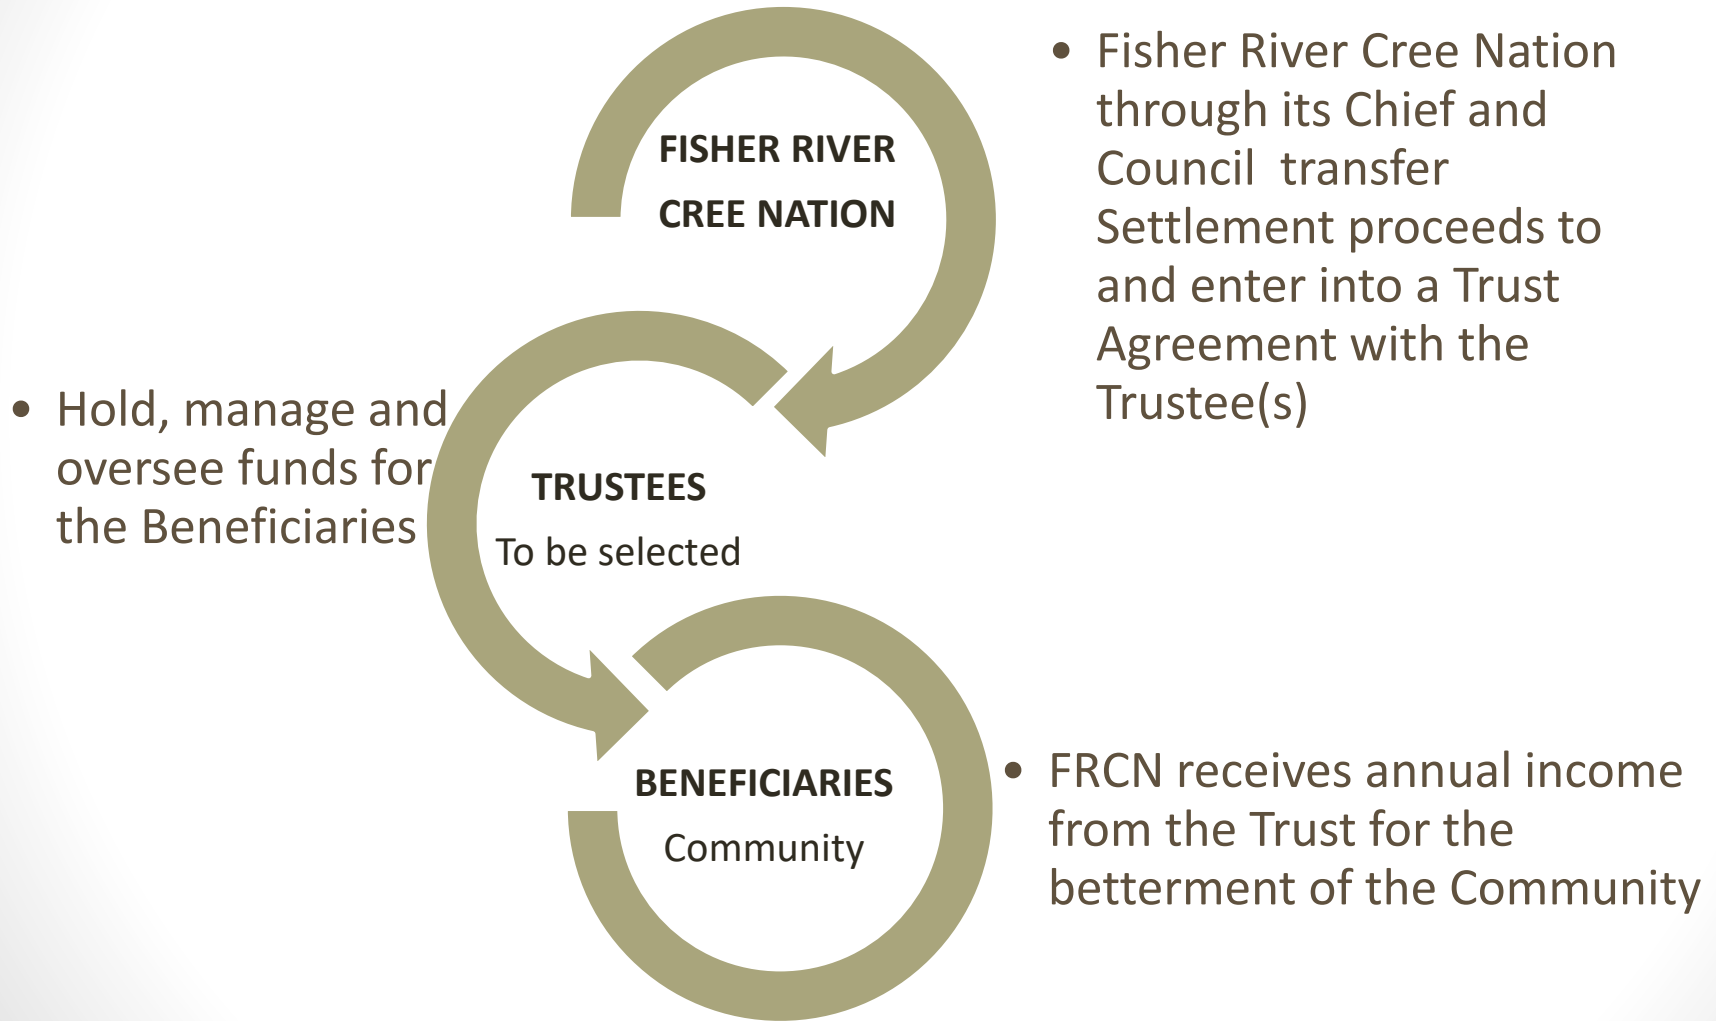 FISHER RIVER
CREE NATION
• Fisher River Cree Nation
through its Chief and
Council  transfer
Settlement proceeds to
and enter into a Trust
Agreement with the
Trustee(s)
• Hold, manage and
oversee funds for
the Beneficiaries
TRUSTEES
To be selected
BENEFICIARIES
Community
• FRCN receives annual income
from the Trust for the
betterment of the Community